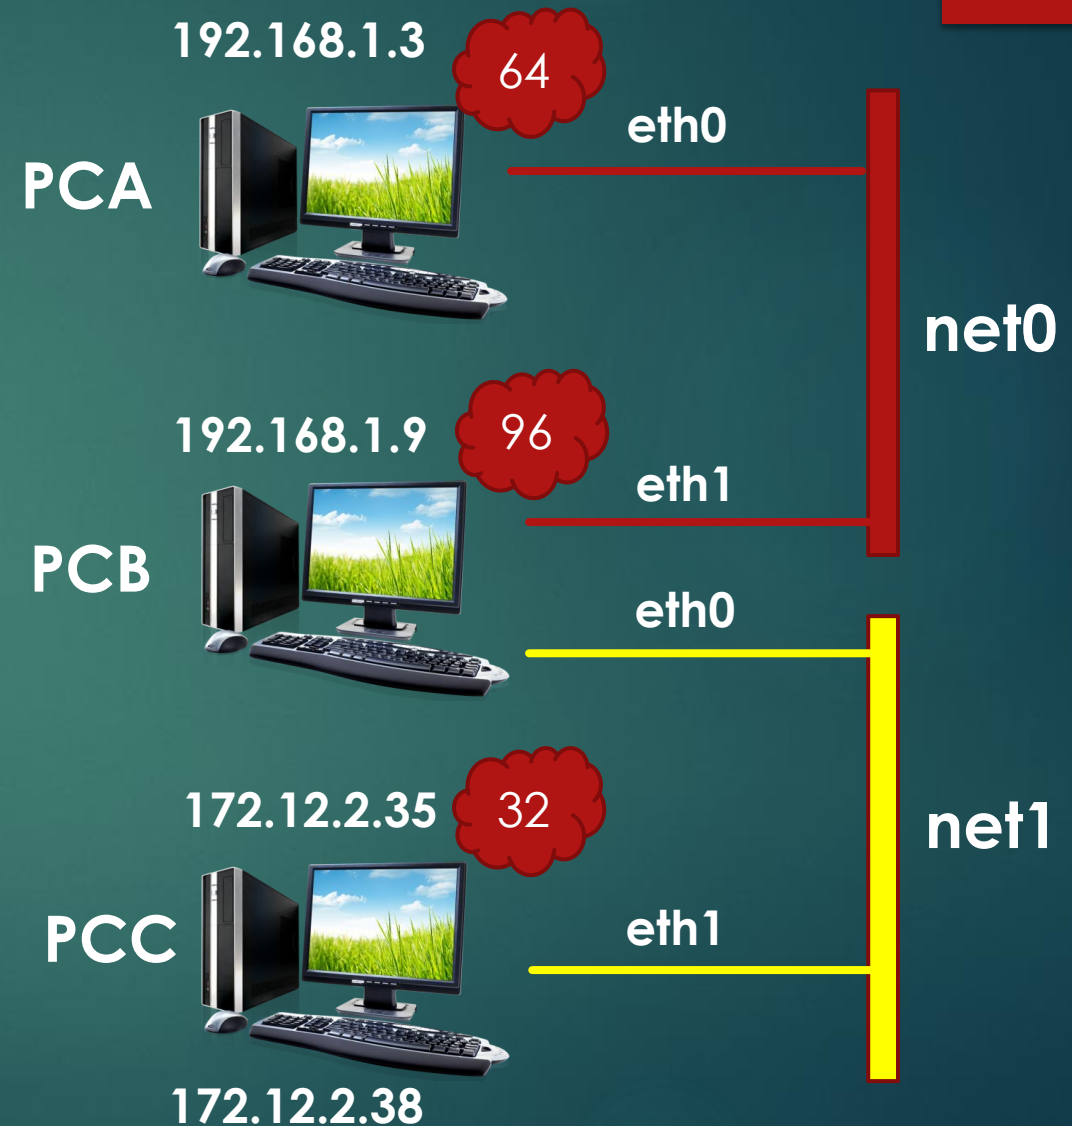 192.168.1.3
64
eth0
PCA
net0
192.168.1.9
96
eth1
PCB
eth0
172.12.2.35
32
net1
PCC
eth1
172.12.2.38